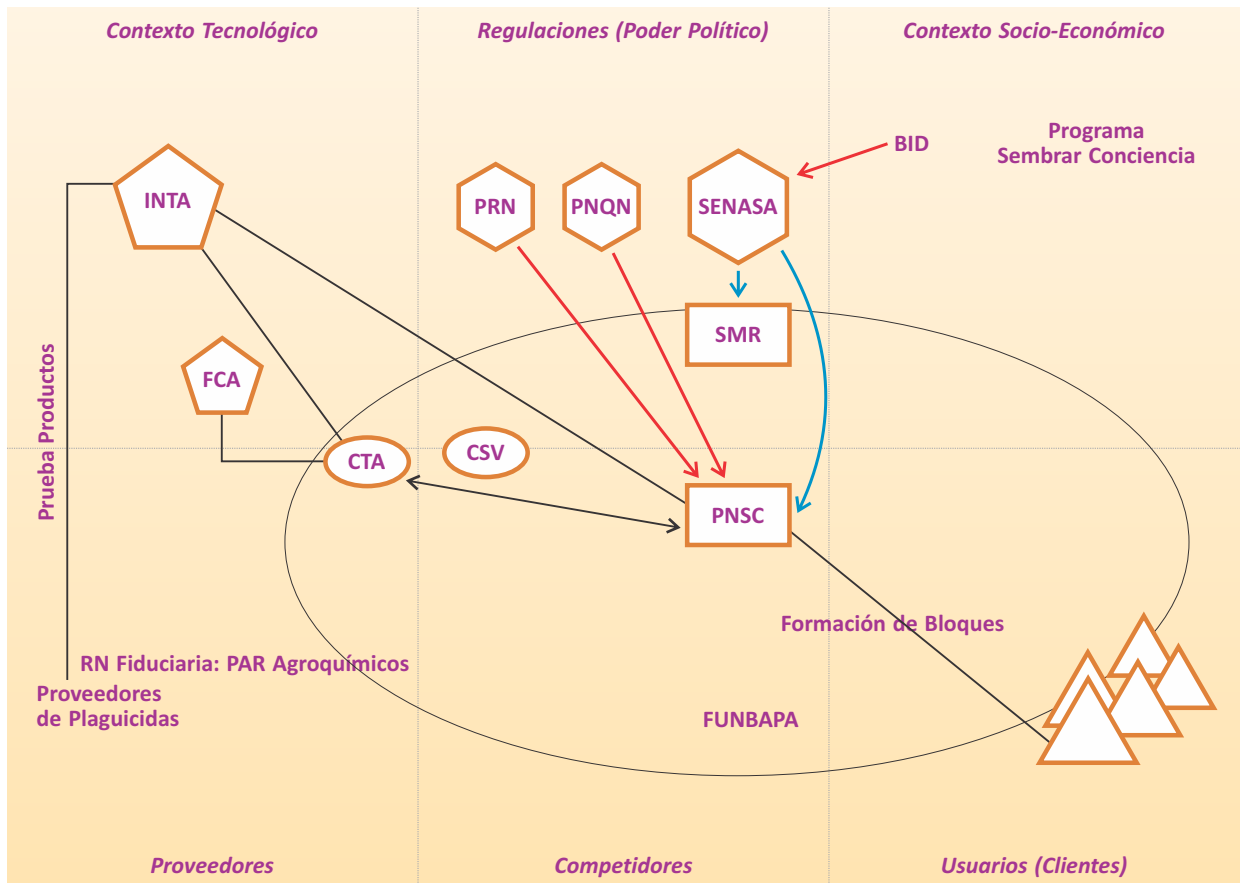 Contexto Tecnológico
Regulaciones (Poder Político)
Contexto Socio-Económico
Programa
Sembrar Conciencia
BID
INTA
PRN
PNQN
SENASA
SMR
FCA
Prueba Productos
CTA
CSV
PNSC
Formación de Bloques
RN Fiduciaria: PAR Agroquímicos
Proveedores
de Plaguicidas
FUNBAPA
Proveedores
Competidores
Usuarios (Clientes)